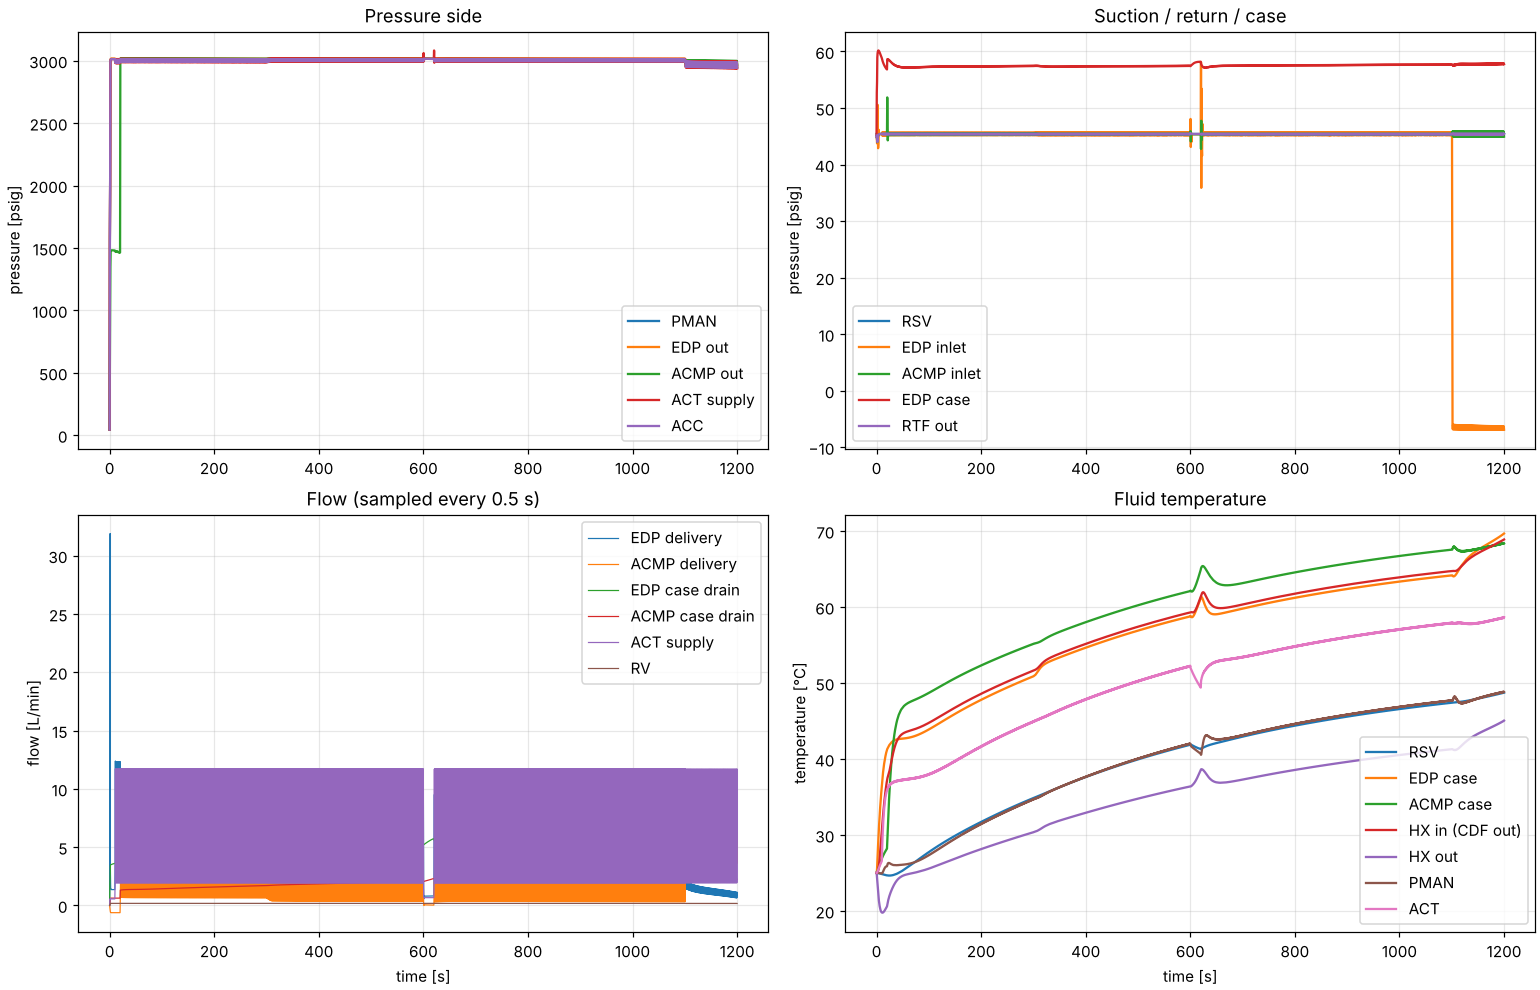 Pressure side
pressure [psig]
3000
2500
2000
1500
1000
500
0
PMAN
EDP out
ACMP out
ACT supply
ACC
0 200 400 600 800 1000 1200
Suction / return / case
pressure [psig]
60
50
40
30
20
10
0
−10
RSV
EDP inlet
ACMP inlet
EDP case
RTF out
0 200 400 600 800 1000 1200
Flow (sampled every 0.5 s)
flow [L/min]
30
25
20
15
10
5
0
EDP delivery
ACMP delivery
EDP case drain
ACMP case drain
ACT supply
RV
0 200 400 600 800 1000 1200
time [s]
Fluid temperature
temperature [°C]
70
60
50
40
30
20
RSV
EDP case
ACMP case
HX in (CDF out)
HX out
PMAN
ACT
0 200 400 600 800 1000 1200
time [s]